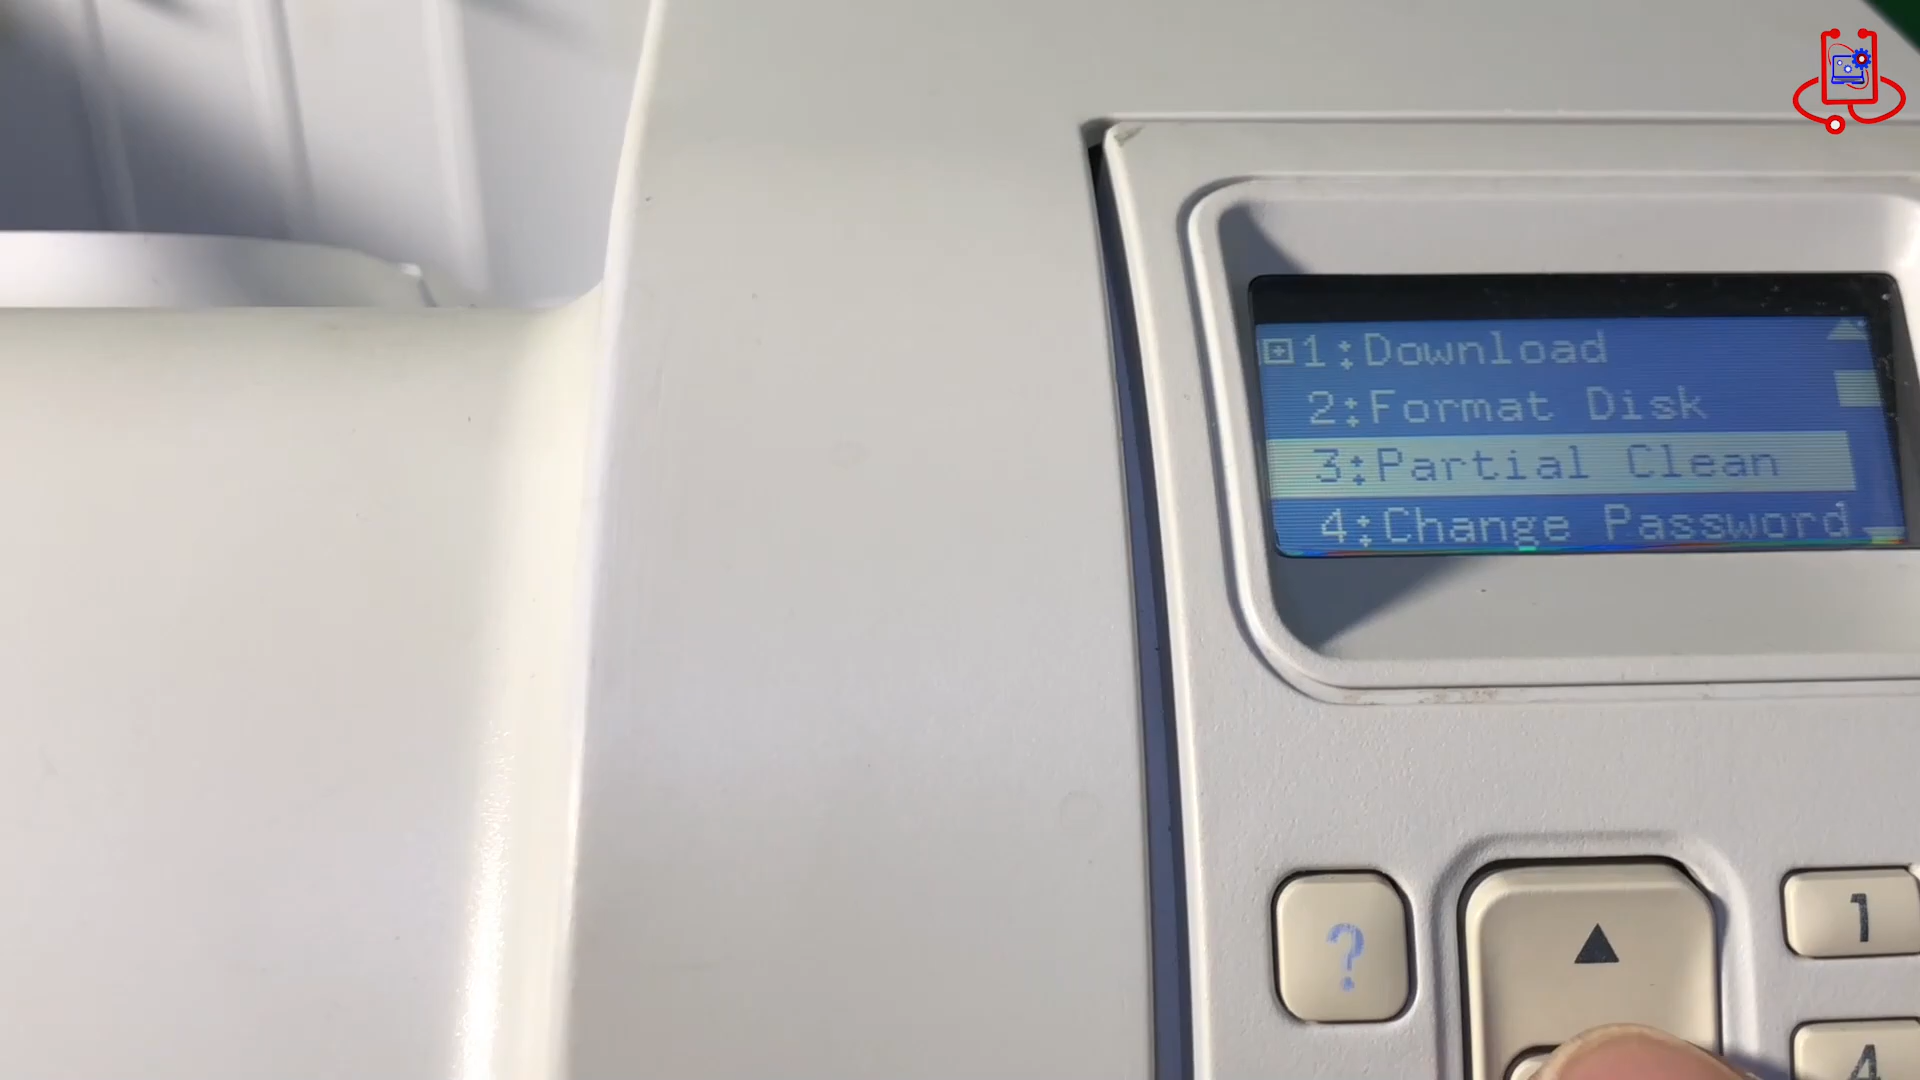 1:Download
2:Format Disk
3:Partial Clean
4:Change Password
?
1
4